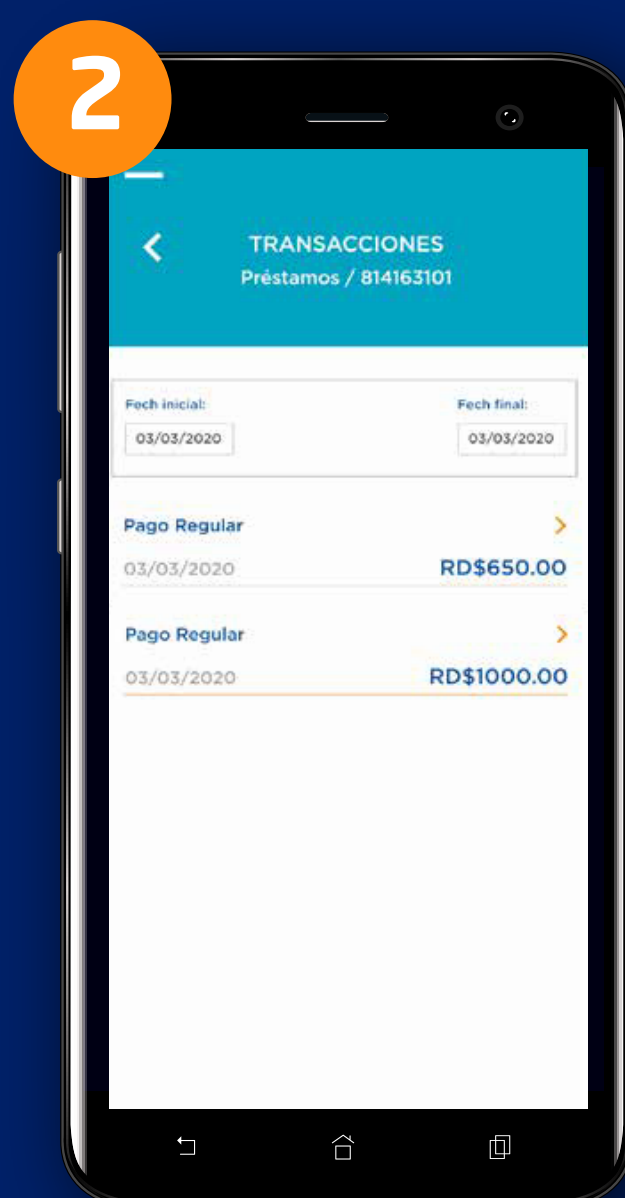 2
TRANSACCIONES
Préstamos / 814163101
Fech inicial:
Fech final:
03/03/2020
03/03/2020
Pago Regular
03/03/2020
RD$650.00
Pago Regular
03/03/2020
RD$1000.00